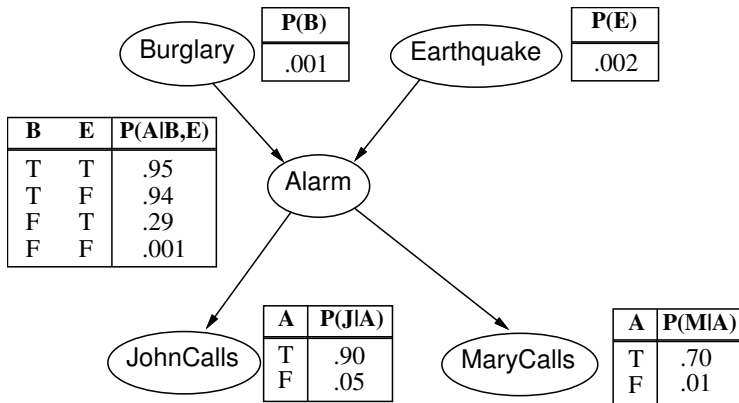 Burglary
P(B)
.001
Earthquake
P(E)
.002
B E P(A|B,E)
T T .95
T F .94
F T .29
F F .001
Alarm
JohnCalls
A P(J|A)
T .90
F .05
MaryCalls
A P(M|A)
T .70
F .01